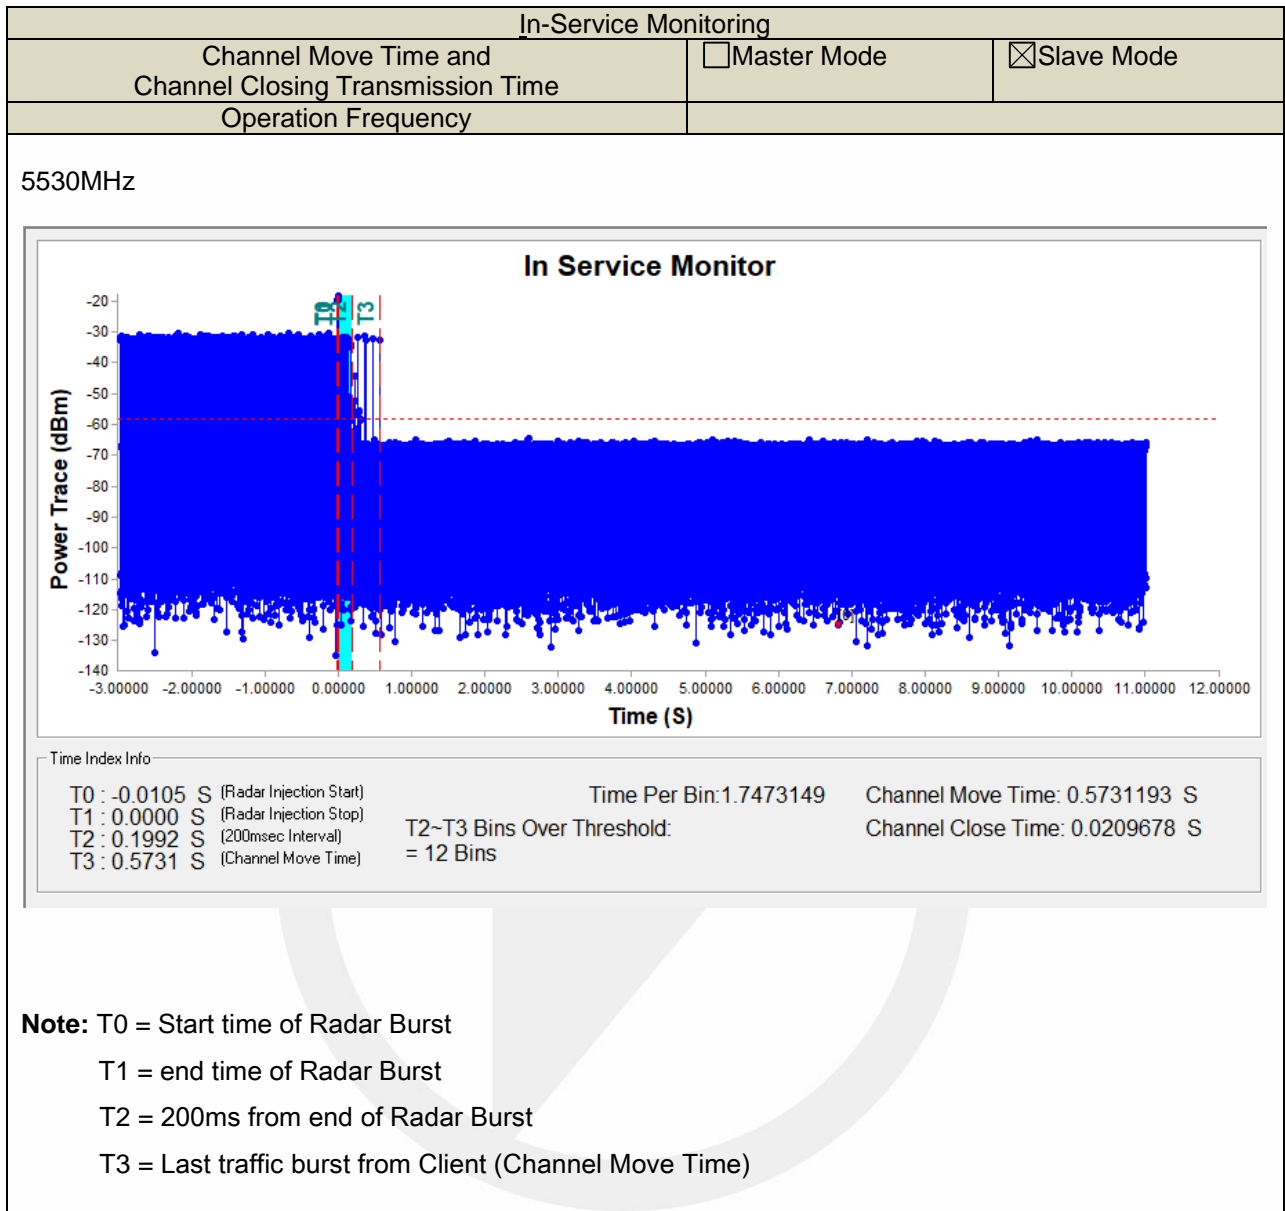 In-Service Monitoring
Channel Move Time and
Channel Closing Transmission Time
☐Master Mode
☒Slave Mode
Operation Frequency
5530MHz
In Service Monitor
T0
T1
T2
T3
Power Trace (dBm)
-20
-30
-40
-50
-60
-70
-80
-90
-100
-110
-120
-130
-140
[0]
-3.00000 -2.00000 -1.00000 0.00000 1.00000 2.00000 3.00000 4.00000 5.00000 6.00000 7.00000 8.00000 9.00000 10.00000 11.00000 12.00000
Time (S)
Time Index Info
T0 : -0.0105 S (Radar Injection Start)
T1 : 0.0000 S (Radar Injection Stop)
T2 : 0.1992 S (200msec Interval)
T3 : 0.5731 S (Channel Move Time)
Time Per Bin:1.7473149
T2~T3 Bins Over Threshold:
= 12 Bins
Channel Move Time: 0.5731193 S
Channel Close Time: 0.0209678 S
Note: T0 = Start time of Radar Burst
T1 = end time of Radar Burst
T2 = 200ms from end of Radar Burst
T3 = Last traffic burst from Client (Channel Move Time)